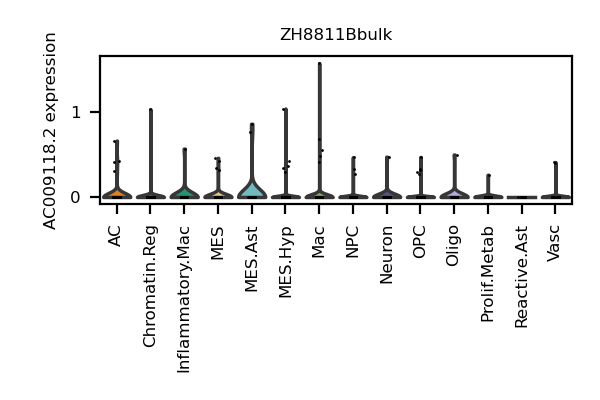 ZH8811Bbulk
AC009118.2 expression
1
0
AC
Chromatin.Reg
Inflammatory.Mac
MES
MES.Ast
MES.Hyp
Mac
NPC
Neuron
OPC
Oligo
Prolif.Metab
Reactive.Ast
Vasc